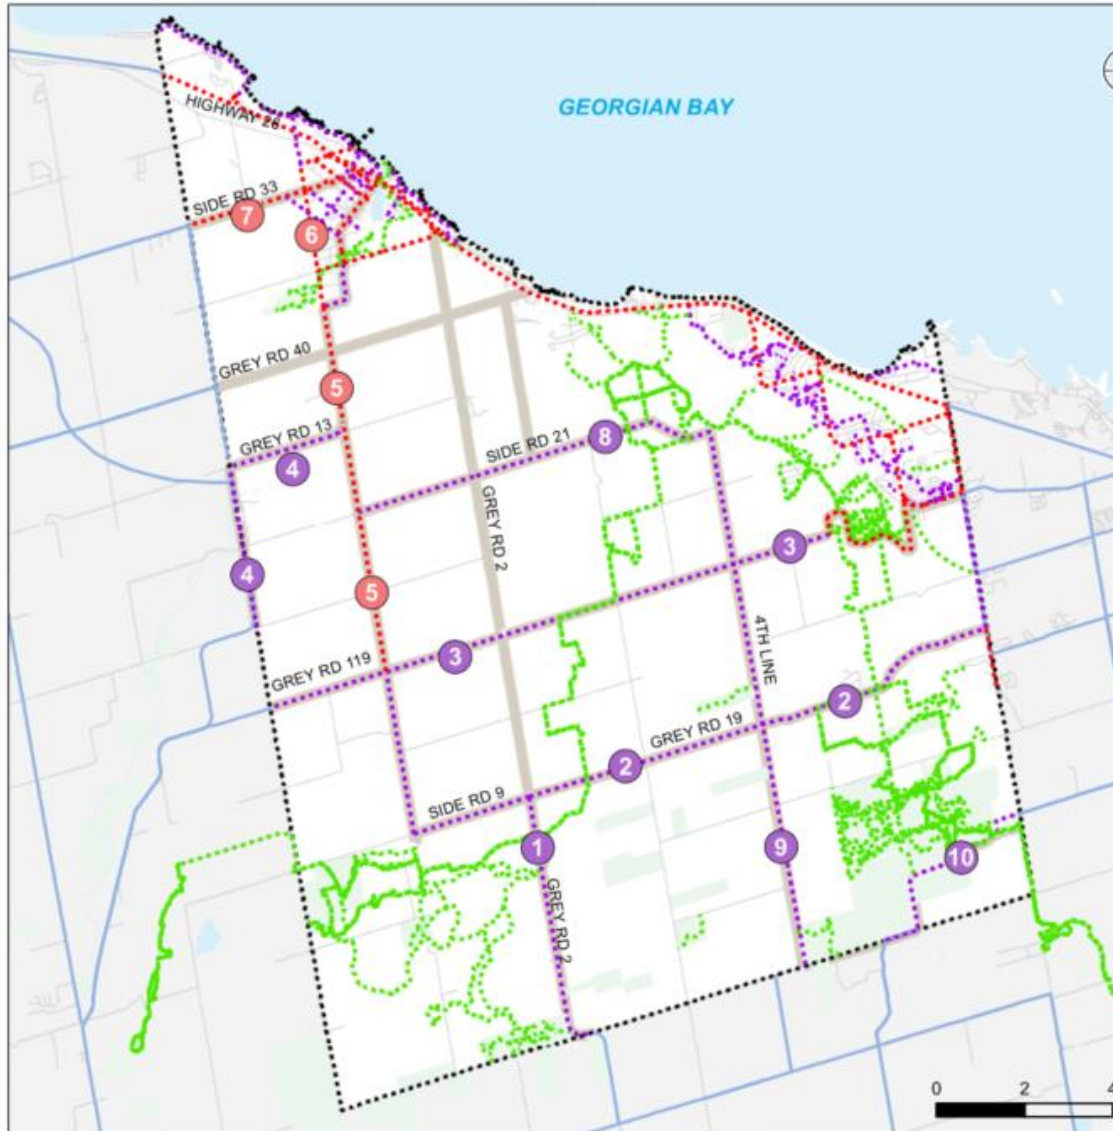 GEORGIAN BAY
HIGHWAY 26
SIDE RD 33
7
6
GREY RD 40
5
GREY RD 13
4
SIDE RD 21
8
GREY RD 2
4
5
3
4TH LINE
GREY RD 119
3
2
GREY RD 19
2
SIDE RD 9
1
9
10
GREY RD 2
0 2 4